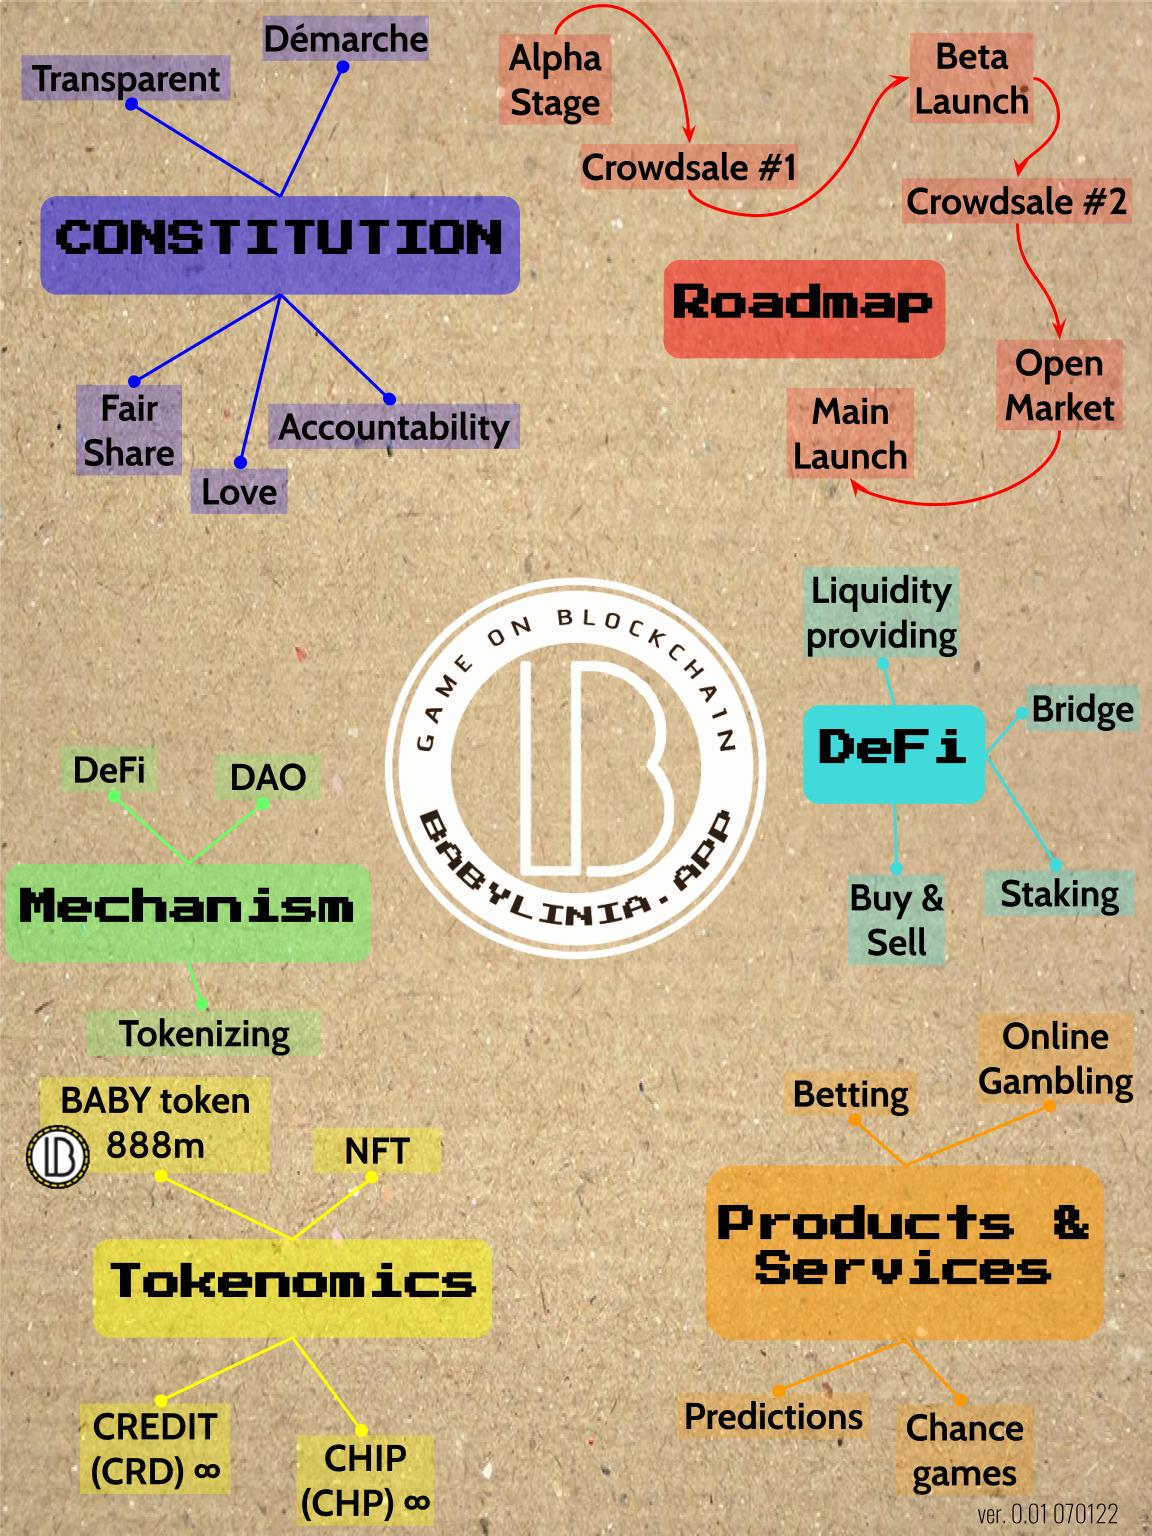 Démarche
Transparent
CONSTITUTION
Fair
Share
Accountability
Love
Alpha
Stage
Crowdsale #1
Beta
Launch
Crowdsale #2
Roadmap
Open
Market
Main
Launch
Liquidity
providing
Bridge
DeFi
Buy &
Sell
Staking
GAME ON BLOCKCHAIN
BABYLINIA.APP
DeFi
DAO
Mechanism
Tokenizing
BABY token
888m
NFT
Tokenomics
CREDIT
(CRD) ∞
CHIP
(CHP) ∞
Online
Gambling
Betting
Products &
Services
Predictions
Chance
games
ver. 0.01 070122